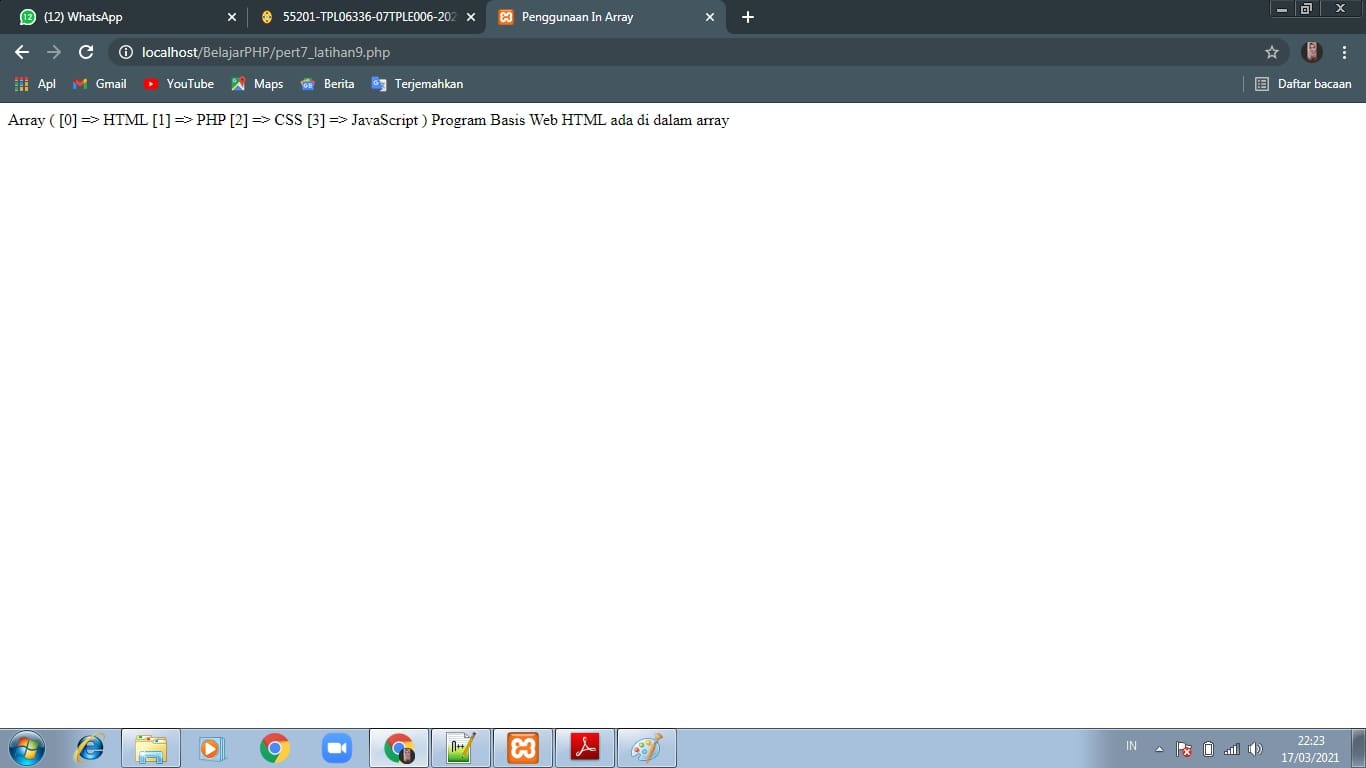 12 (12) WhatsApp 55201-TPL06336-07TPLE006-202 Penggunaan In Array
localhost/BelajarPHP/pert7_latihan9.php
Apl Gmail YouTube Maps Berita Terjemahkan Daftar bacaan
Array ( [0] => HTML [1] => PHP [2] => CSS [3] => JavaScript ) Program Basis Web HTML ada di dalam array
IN 22:23
17/03/2021